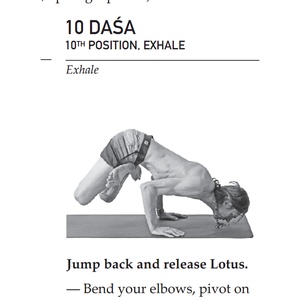 10 DAŚA
10TH POSITION, EXHALE
Exhale
Jump back and release Lotus.
— Bend your elbows, pivot on